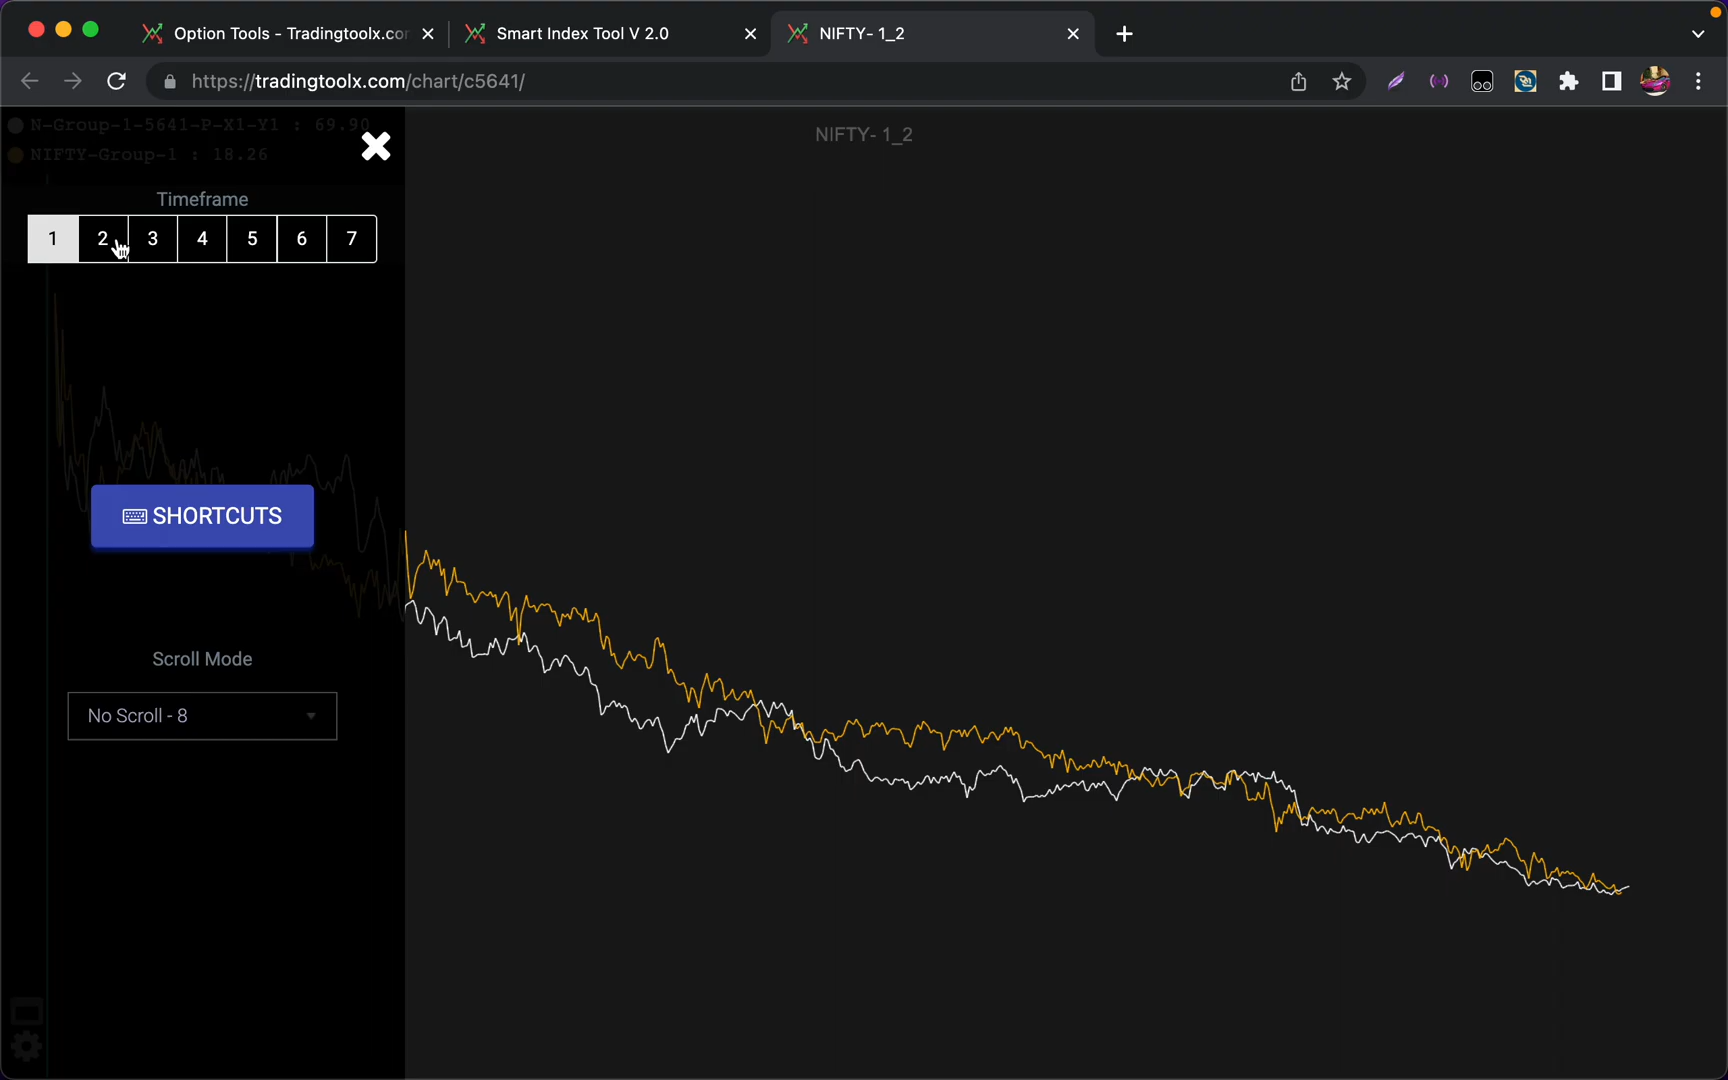 Option Tools - Tradingtoolx.co
Smart Index Tool V 2.0
NIFTY- 1_2
https://tradingtoolx.com/chart/c5641/
N-Group-1-5641-P-X1-Y1 : 69.90
NIFTY-Group-1 : 18.26
NIFTY- 1_2
Timeframe
1 2 3 4 5 6 7
SHORTCUTS
Scroll Mode
No Scroll - 8